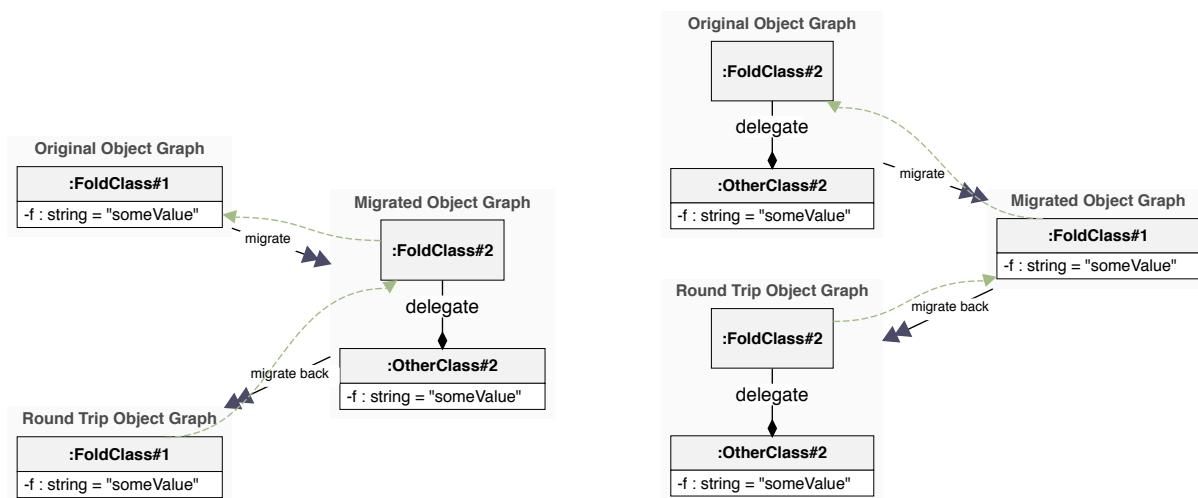 Original Object Graph
:FoldClass#1
-f : string = "someValue"
migrate
Migrated Object Graph
:FoldClass#2
delegate
:OtherClass#2
-f : string = "someValue"
migrate back
Round Trip Object Graph
:FoldClass#1
-f : string = "someValue"
Original Object Graph
:FoldClass#2
delegate
:OtherClass#2
-f : string = "someValue"
migrate
Migrated Object Graph
:FoldClass#1
-f : string = "someValue"
migrate back
Round Trip Object Graph
:FoldClass#2
delegate
:OtherClass#2
-f : string = "someValue"